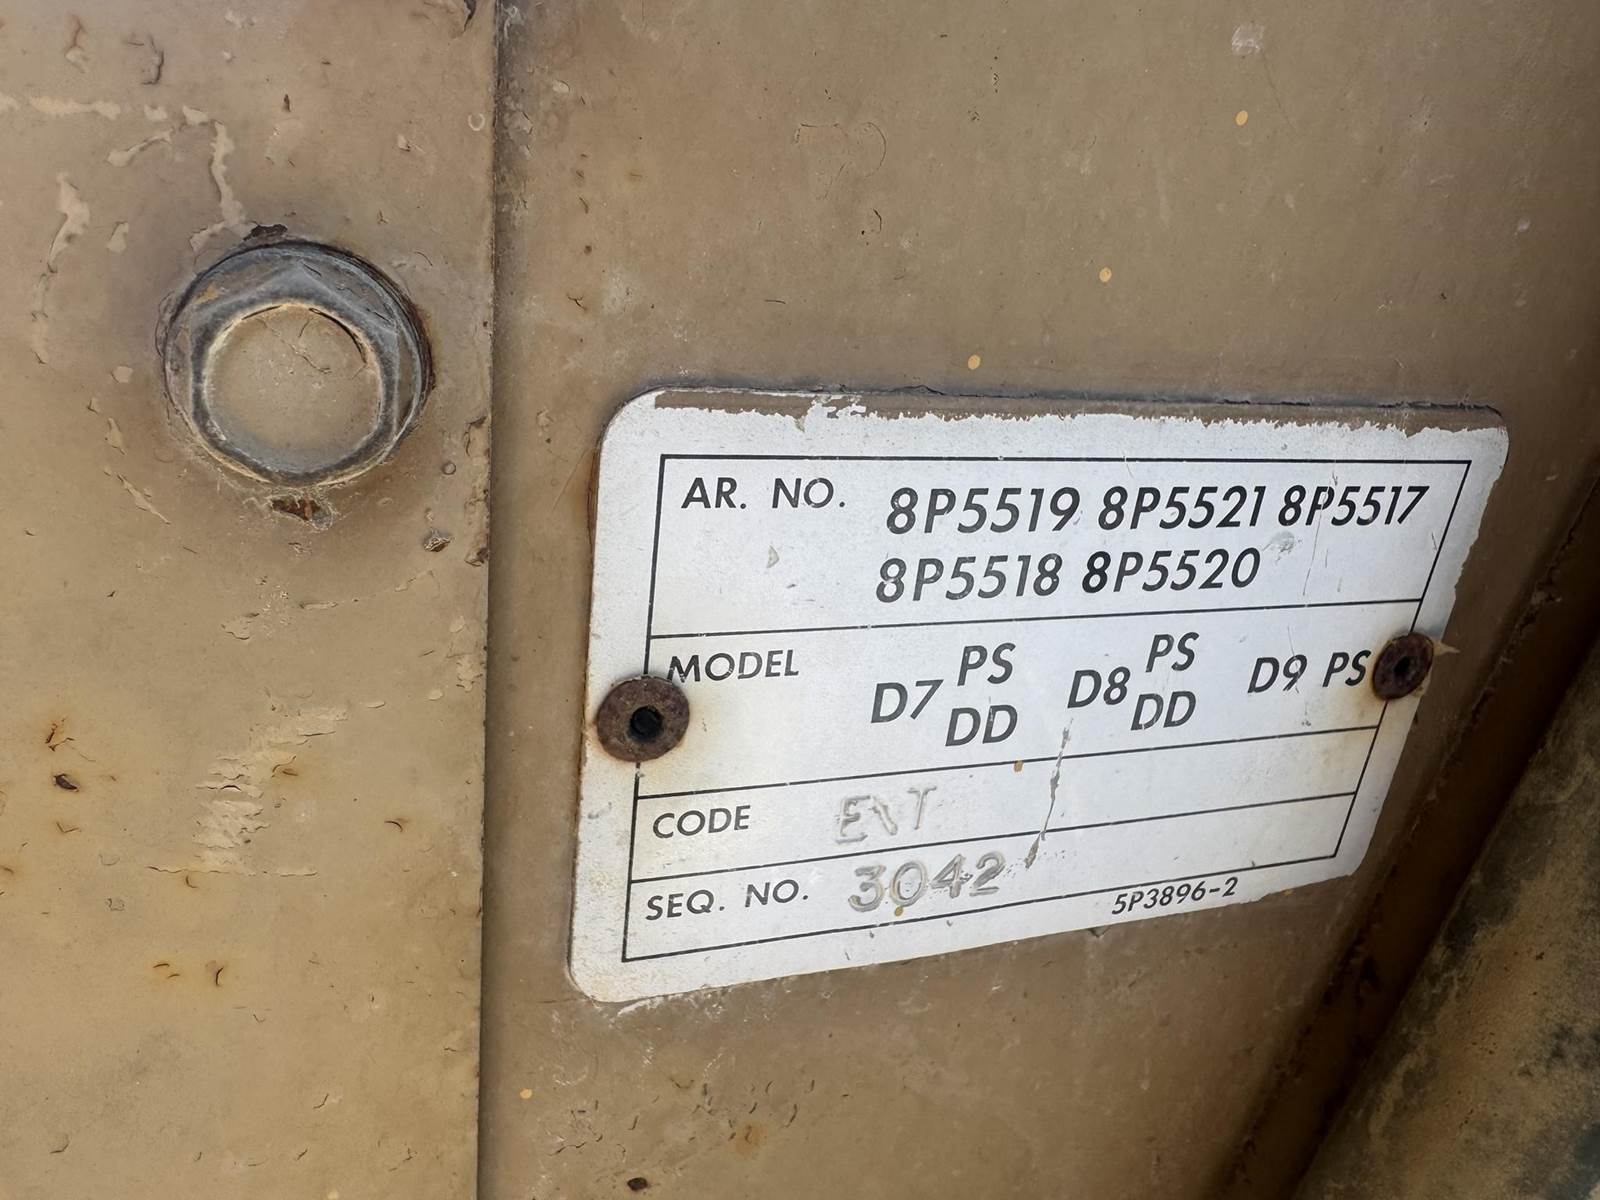 AR. NO. 8P5519 8P5521 8P5517
8P5518 8P5520
MODEL D7 PS DD D8 PS DD D9 PS
CODE
SEQ. NO. 3042
5P3896-2